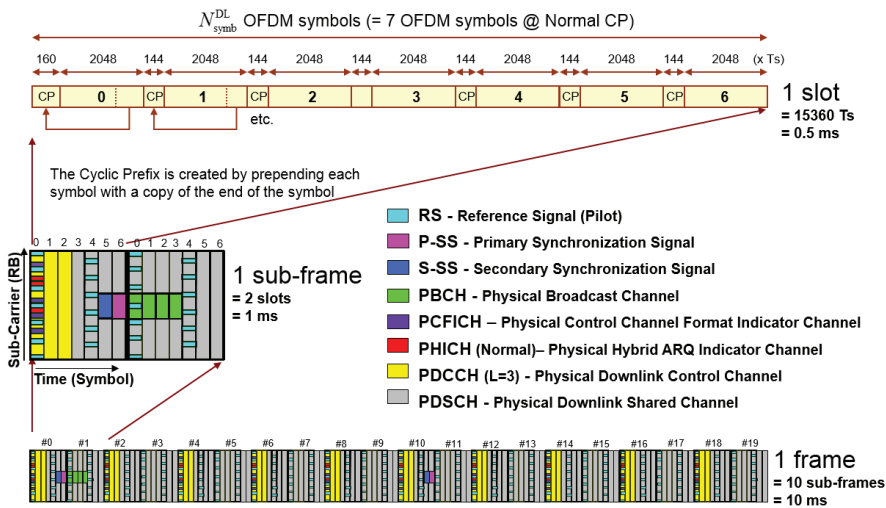 N DL symb OFDM symbols (= 7 OFDM symbols @ Normal CP)
160 2048 144 2048 144 2048 144 2048 144 2048 144 2048 144 2048 (x Ts)
CP 0 CP 1 CP 2 3 CP 4 CP 5 CP 6
1 slot
= 15360 Ts
= 0.5 ms
etc.
The Cyclic Prefix is created by prepending each
symbol with a copy of the end of the symbol
0 1 2 3 4 5 6 0 1 2 3 4 5 6
Sub-Carrier (RB)
Time (Symbol)
1 sub-frame
= 2 slots
= 1 ms
RS - Reference Signal (Pilot)
P-SS - Primary Synchronization Signal
S-SS - Secondary Synchronization Signal
PBCH - Physical Broadcast Channel
PCFICH – Physical Control Channel Format Indicator Channel
PHICH (Normal)– Physical Hybrid ARQ Indicator Channel
PDCCH (L=3) - Physical Downlink Control Channel
PDSCH - Physical Downlink Shared Channel
#0 #1 #2 #3 #4 #5 #6 #7 #8 #9 #10 #11 #12 #13 #14 #15 #16 #17 #18 #19
1 frame
= 10 sub-frames
= 10 ms